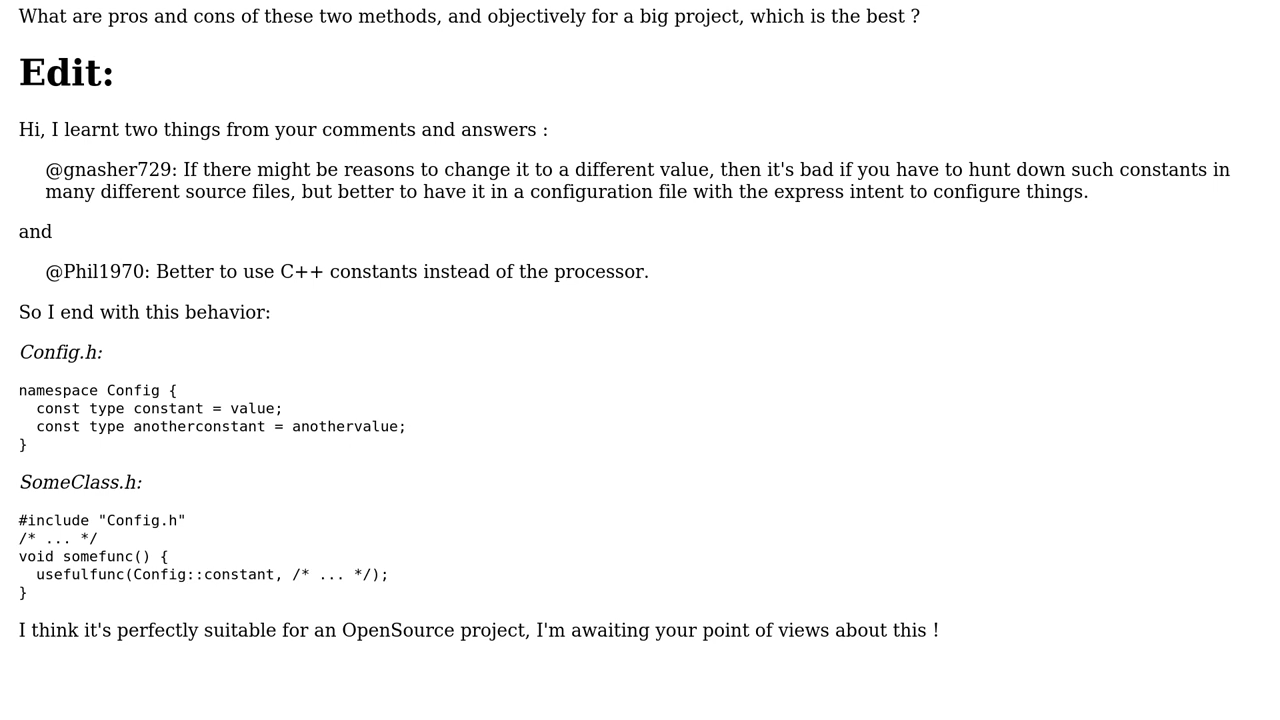 What are pros and cons of these two methods, and objectively for a big project, which is the best ?
Edit:
Hi, I learnt two things from your comments and answers :
@gnasher729: If there might be reasons to change it to a different value, then it's bad if you have to hunt down such constants in
many different source files, but better to have it in a configuration file with the express intent to configure things.
and
@Phil1970: Better to use C++ constants instead of the processor.
So I end with this behavior:
Config.h:
namespace Config {
  const type constant = value;
  const type anotherconstant = anothervalue;
}
SomeClass.h:
#include "Config.h"
/* ... */
void somefunc() {
  usefulfunc(Config::constant, /* ... */);
}
I think it's perfectly suitable for an OpenSource project, I'm awaiting your point of views about this !